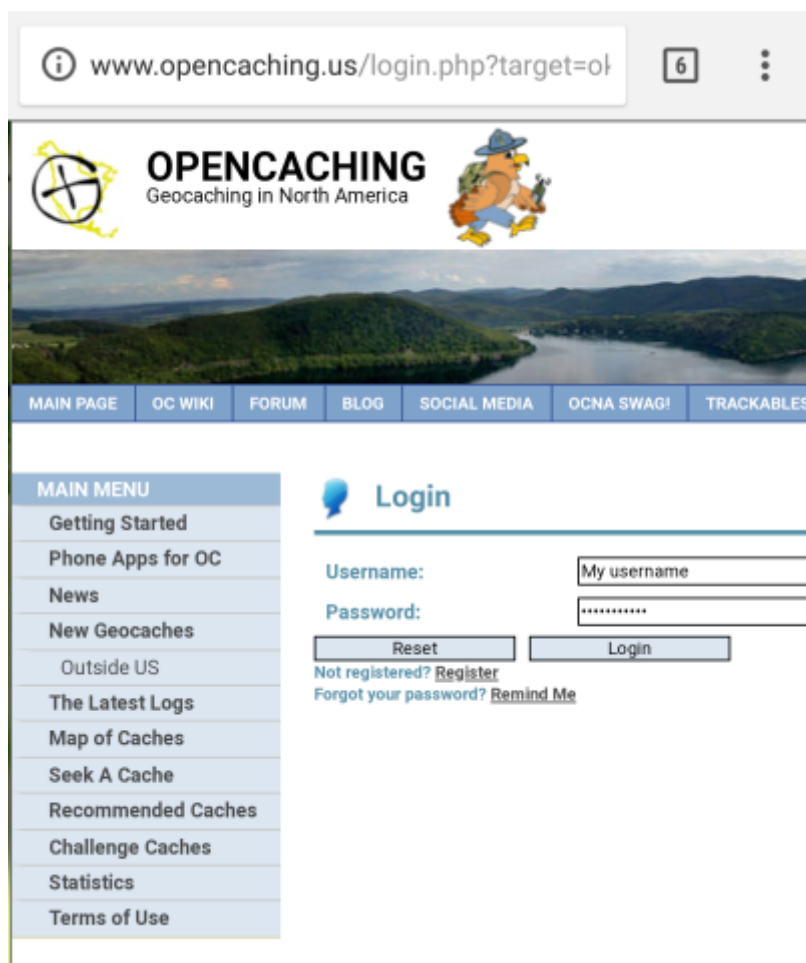 www.opencaching.us/login.php?target=ol
6
OPENCACHING
Geocaching in North America
MAIN PAGE OC WIKI FORUM BLOG SOCIAL MEDIA OCNA SWAG! TRACKABLES
MAIN MENU
Getting Started
Phone Apps for OC
News
New Geocaches
Outside US
The Latest Logs
Map of Caches
Seek A Cache
Recommended Caches
Challenge Caches
Statistics
Terms of Use
Login
Username: My username
Password: •••••••••••
Reset Login
Not registered? Register
Forgot your password? Remind Me